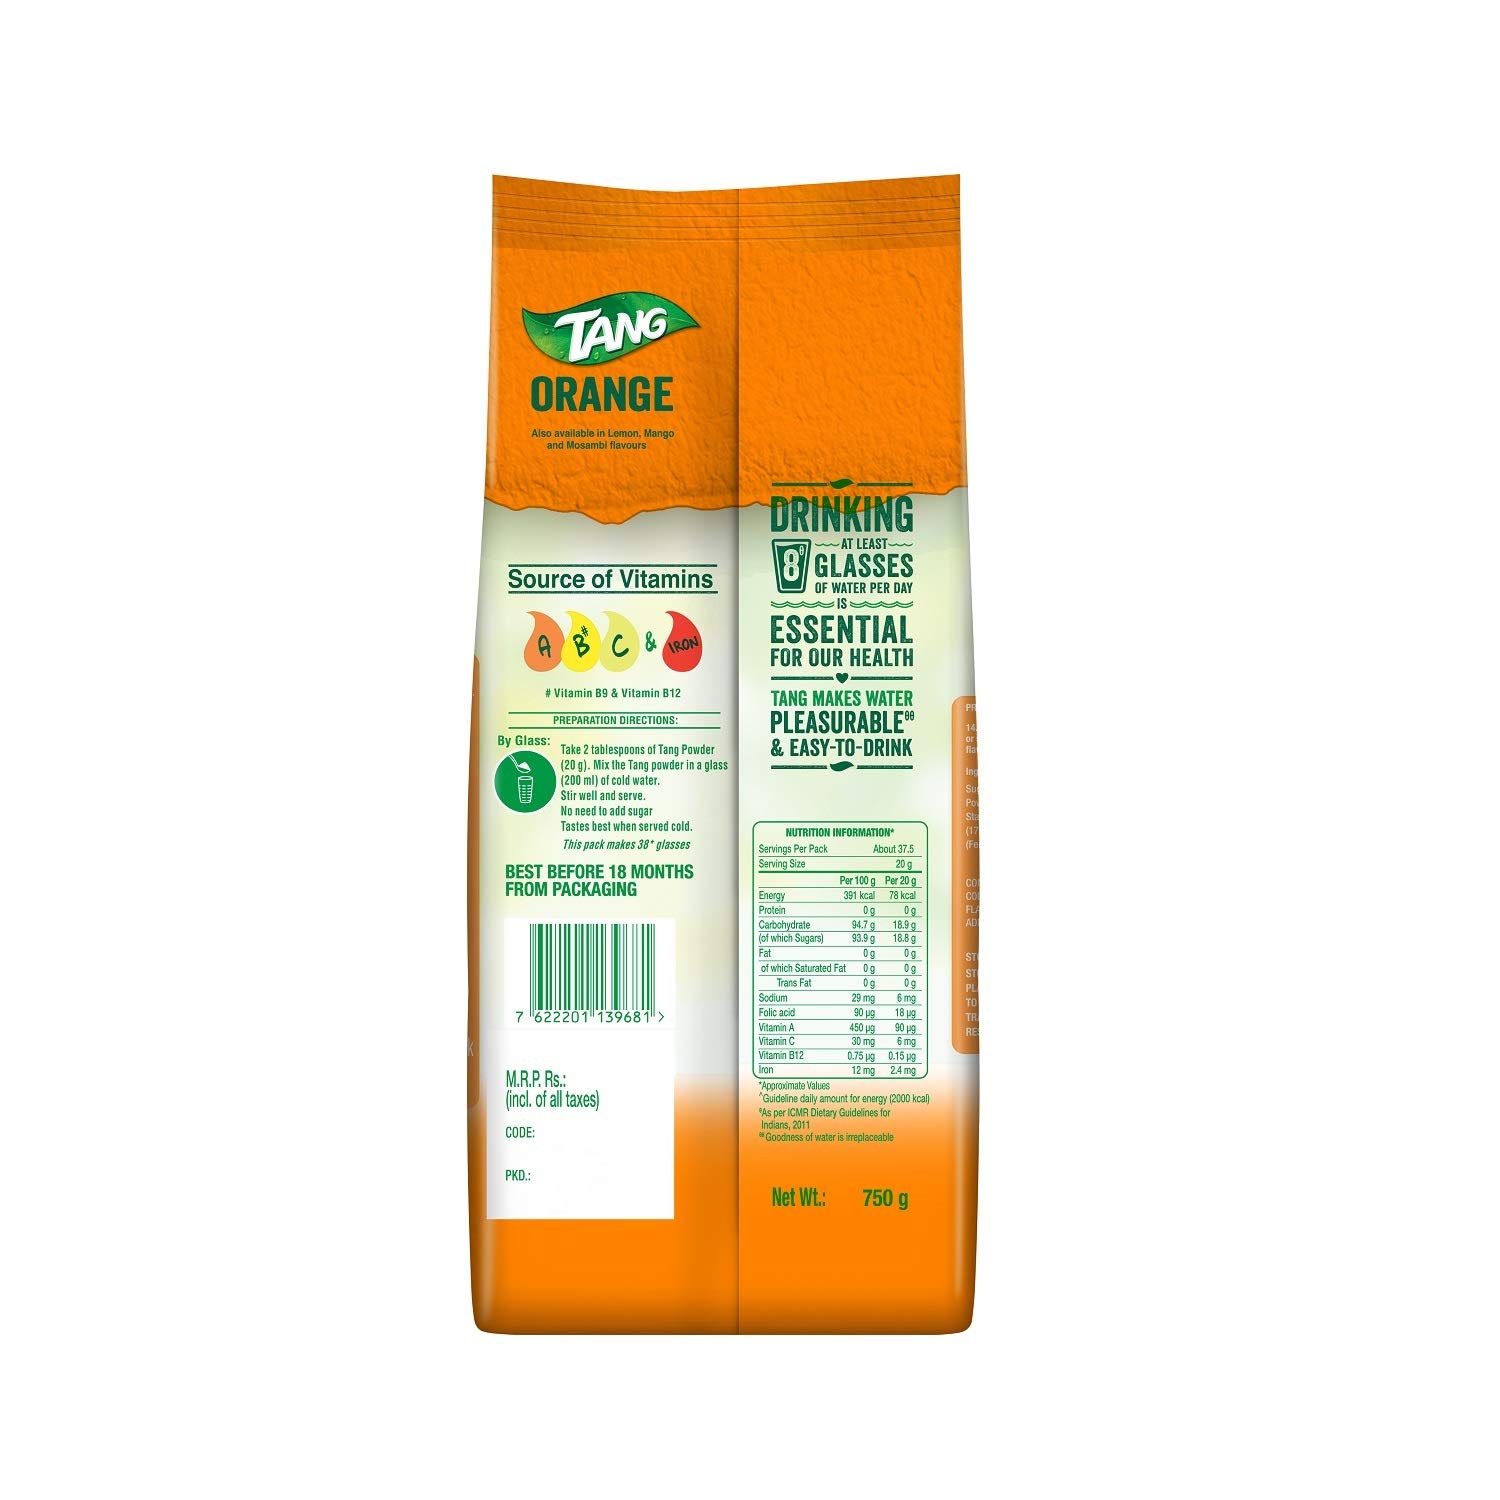 TANG
ORANGE
Also available in Lemon, Mango
and Mosambi flavours
Source of Vitamins
A B# C & IRON
# Vitamin B9 & Vitamin B12
PREPARATION DIRECTIONS:
By Glass:
Take 2 tablespoons of Tang Powder
(20 g). Mix the Tang powder in a glass
(200 ml) of cold water.
Stir well and serve.
No need to add sugar
Tastes best when served cold.
This pack makes 38* glasses
BEST BEFORE 18 MONTHS
FROM PACKAGING
7 622201 139681 >
M.R.P. Rs.:
(incl. of all taxes)
CODE:
PKD.:
DRINKING
AT LEAST
8θ GLASSES
OF WATER PER DAY
IS
ESSENTIAL
FOR OUR HEALTH
TANG MAKES WATER
PLEASURABLEθθ
& EASY-TO-DRINK
NUTRITION INFORMATION*
Servings Per Pack About 37.5
Serving Size 20 g
Per 100 g Per 20 g
Energy 391 kcal 78 kcal
Protein 0 g 0 g
Carbohydrate 94.7 g 18.9 g
(of which Sugars) 93.9 g 18.8 g
Fat 0 g 0 g
of which Saturated Fat 0 g 0 g
Trans Fat 0 g 0 g
Sodium 29 mg 6 mg
Folic acid 90 µg 18 µg
Vitamin A 450 µg 90 µg
Vitamin C 30 mg 6 mg
Vitamin B12 0.75 µg 0.15 µg
Iron 12 mg 2.4 mg
*Approximate Values
^Guideline daily amount for energy (2000 kcal)
θAs per ICMR Dietary Guidelines for
Indians, 2011
θθGoodness of water is irreplaceable
Net Wt.: 750 g